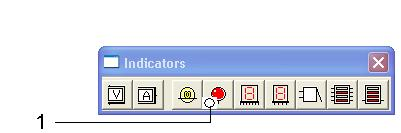 Indicators
V A
1